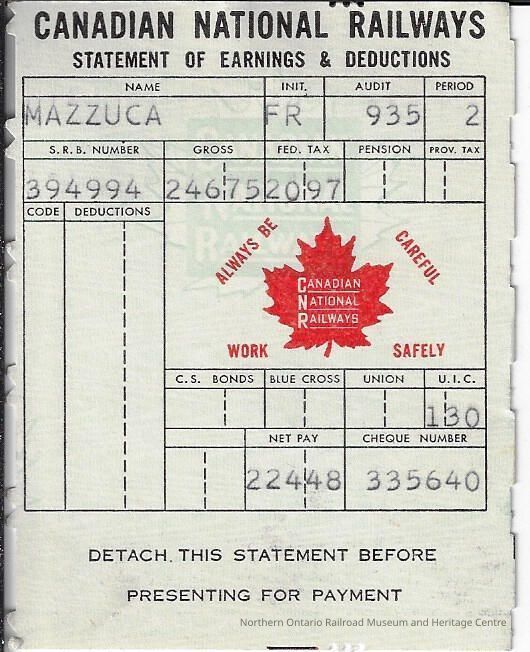 CANADIAN NATIONAL RAILWAYS
STATEMENT OF EARNINGS & DEDUCTIONS
NAME INIT. AUDIT PERIOD
MAZZUCA FR 935 2
S.R.B. NUMBER GROSS FED. TAX PENSION PROV. TAX
394994 24675 2097
CODE DEDUCTIONS
ALWAYS BE CAREFUL
CANADIAN
NATIONAL
RAILWAYS
WORK SAFELY
C.S. BONDS BLUE CROSS UNION U.I.C.
130
NET PAY CHEQUE NUMBER
22448 335640
DETACH THIS STATEMENT BEFORE
PRESENTING FOR PAYMENT
Northern Ontario Railroad Museum and Heritage Centre